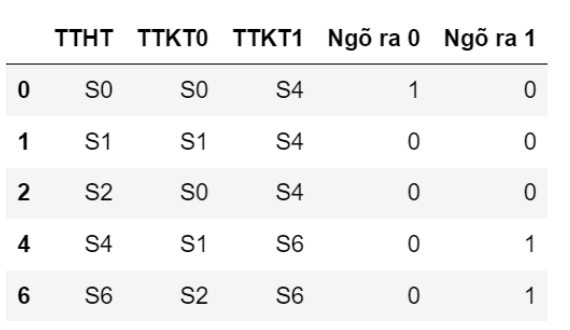 TTHT TTKT0 TTKT1 Ngõ ra 0 Ngõ ra 1
0 S0 S0 S4 1 0
1 S1 S1 S4 0 0
2 S2 S0 S4 0 0
4 S4 S1 S6 0 1
6 S6 S2 S6 0 1